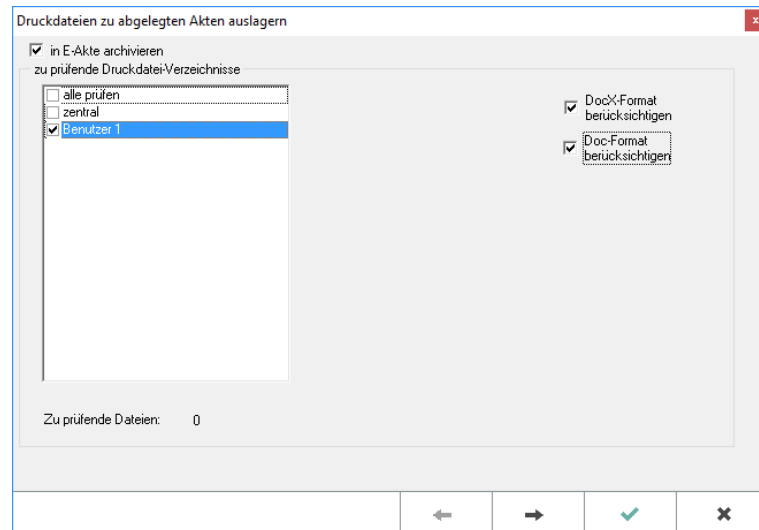 Druckdateien zu abgelegten Akten auslagern
in E-Akte archivieren
zu prüfende Druckdatei-Verzeichnisse
alle prüfen
zentral
Benutzer 1
DocX-Format
berücksichtigen
Doc-Format
berücksichtigen
Zu prüfende Dateien: 0